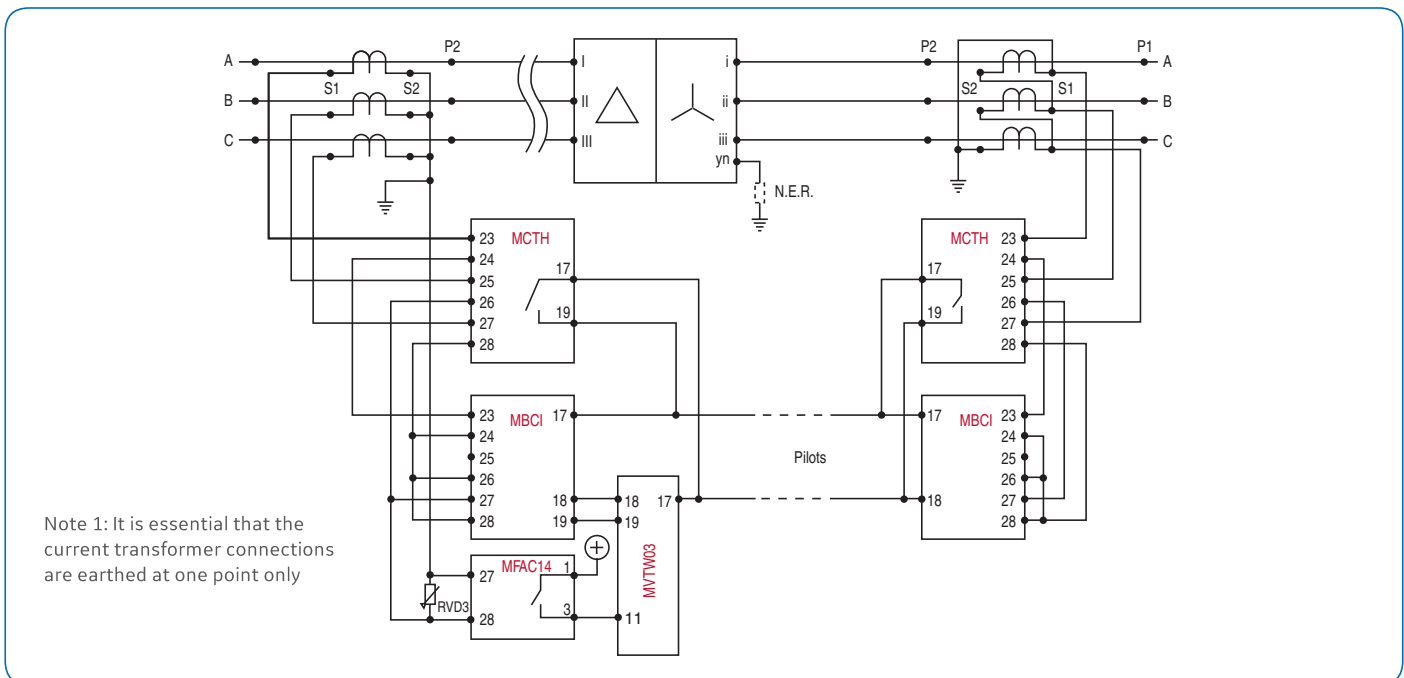 A P2 P2 P1 A
I i
S1 S2 S2 S1
B II ii B
C III iii C
yn
N.E.R.
23 MCTH MCTH 23
24 24
17 17
25 25
26 26
19 19
27 27
28 28
23 MBCI 17 17 MBCI 23
24 24
25 Pilots 25
26 26
27 18 18 17 18 27
28 19 19 28
Note 1: It is essential that the
current transformer connections
are earthed at one point only
MFAC14 1 +
27
MVTW03
RVD3 3
28 11